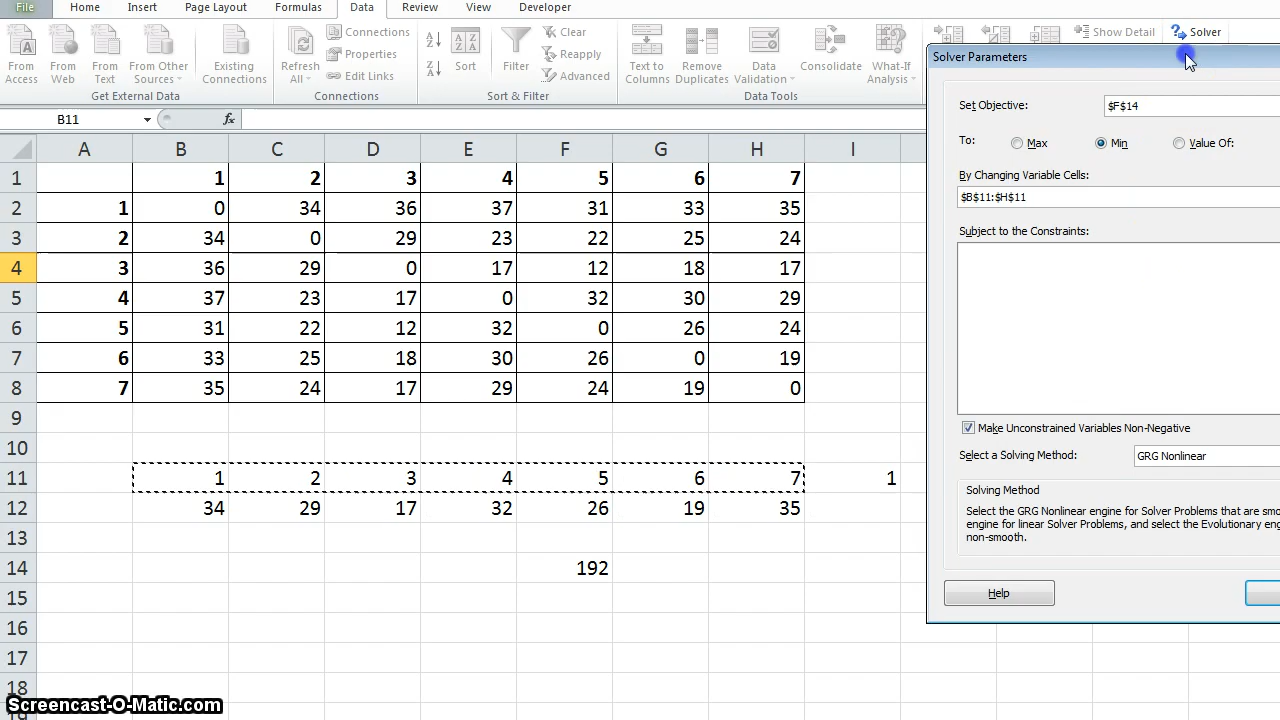 File Home Insert Page Layout Formulas Data Review View Developer
From Access
From Web
From Text
From Other Sources
Existing Connections
Get External Data
Refresh All
Connections
Properties
Edit Links
Connections
Sort
Filter
Clear
Reapply
Advanced
Sort & Filter
Text to Columns
Remove Duplicates
Data Validation
Consolidate
What-If Analysis
Data Tools
Show Detail
Solver
B11 fx
A B C D E F G H I
1 1 2 3 4 5 6 7
2 1 0 34 36 37 31 33 35
3 2 34 0 29 23 22 25 24
4 3 36 29 0 17 12 18 17
5 4 37 23 17 0 32 30 29
6 5 31 22 12 32 0 26 24
7 6 33 25 18 30 26 0 19
8 7 35 24 17 29 24 19 0
9
10
11 1 2 3 4 5 6 7 1
12 34 29 17 32 26 19 35
13
14 192
15
16
17
18
Solver Parameters
Set Objective: $F$14
To: Max Min Value Of:
By Changing Variable Cells:
$B$11:$H$11
Subject to the Constraints:
Make Unconstrained Variables Non-Negative
Select a Solving Method: GRG Nonlinear
Solving Method
Select the GRG Nonlinear engine for Solver Problems that are
engine for linear Solver Problems, and select the Evolutionary
non-smooth.
Help
Screencast-O-Matic.com